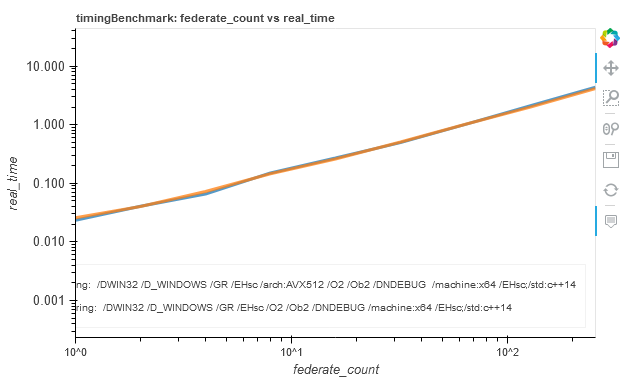 timingBenchmark: federate_count vs real_time
10.000
1.000
0.100
0.010
0.001
real_time
ng: /DWIN32 /D_WINDOWS /GR /EHsc /arch:AVX512 /O2 /Ob2 /DNDEBUG /machine:x64 /EHsc;/std:c++14
ring: /DWIN32 /D_WINDOWS /GR /EHsc /O2 /Ob2 /DNDEBUG /machine:x64 /EHsc;/std:c++14
10^0
10^1
10^2
federate_count